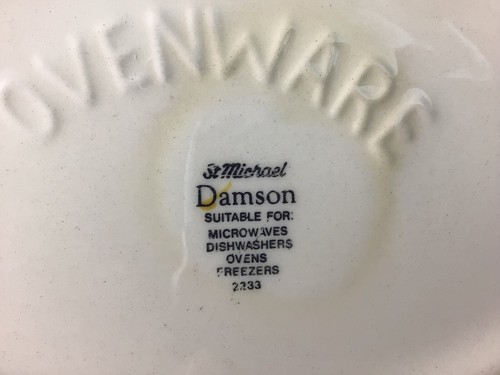 OVENWARE
St Michael
Damson
SUITABLE FOR:
MICROWAVES
DISHWASHERS
OVENS
FREEZERS
2233